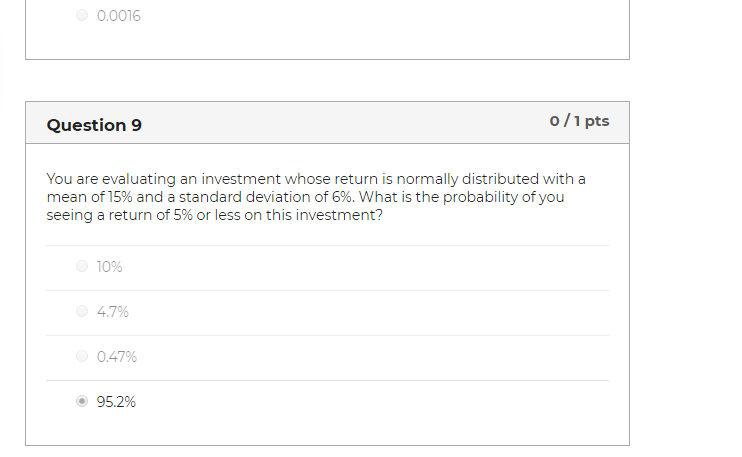 0.0016
Question 9
0 / 1 pts
You are evaluating an investment whose return is normally distributed with a
mean of 15% and a standard deviation of 6%. What is the probability of you
seeing a return of 5% or less on this investment?
10%
4.7%
0.47%
95.2%